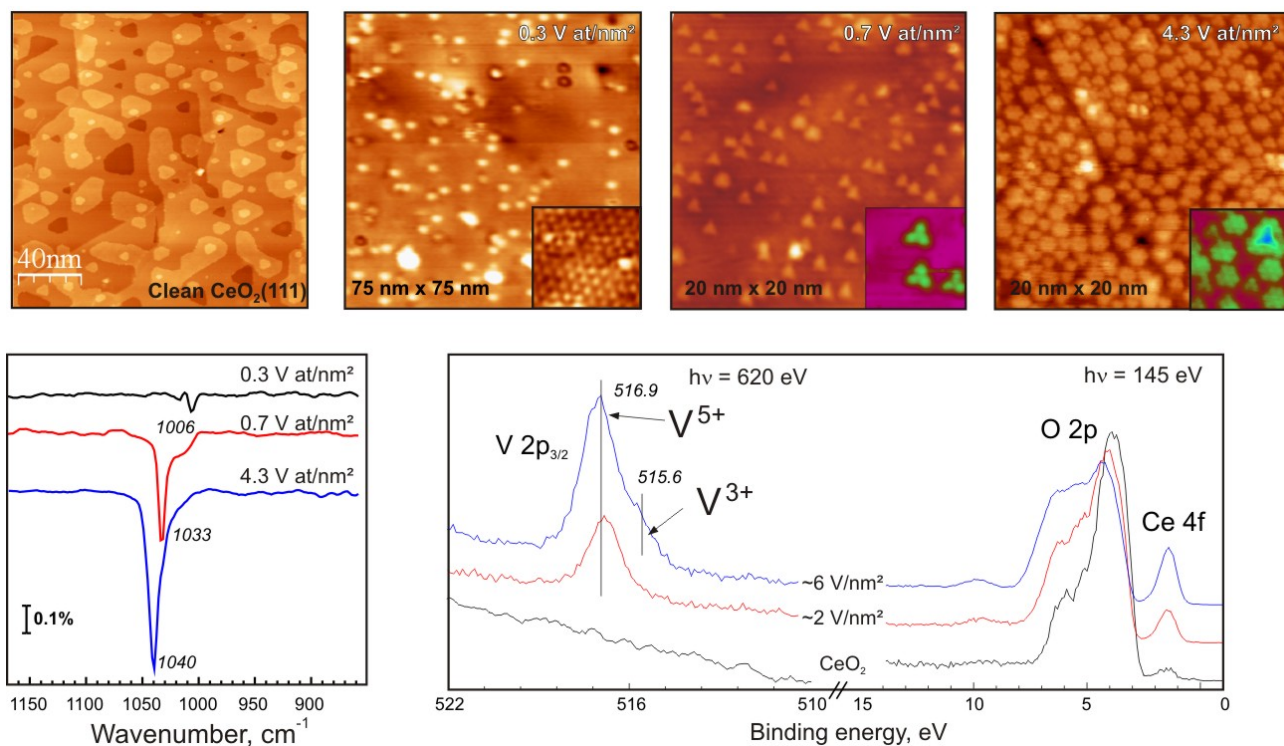 40nm
Clean CeO₂(111)
0.3 V at/nm²
75 nm x 75 nm
0.7 V at/nm²
20 nm x 20 nm
4.3 V at/nm²
20 nm x 20 nm
0.3 V at/nm²
1006
0.7 V at/nm²
1033
4.3 V at/nm²
1040
0.1%
1150 1100 1050 1000 950 900
Wavenumber, cm⁻¹
hν = 620 eV
hν = 145 eV
516.9
V⁵⁺
V 2p₃/₂
515.6
V³⁺
O 2p
Ce 4f
~6 V/nm²
~2 V/nm²
CeO₂
522 516 510 15 10 5 0
Binding energy, eV